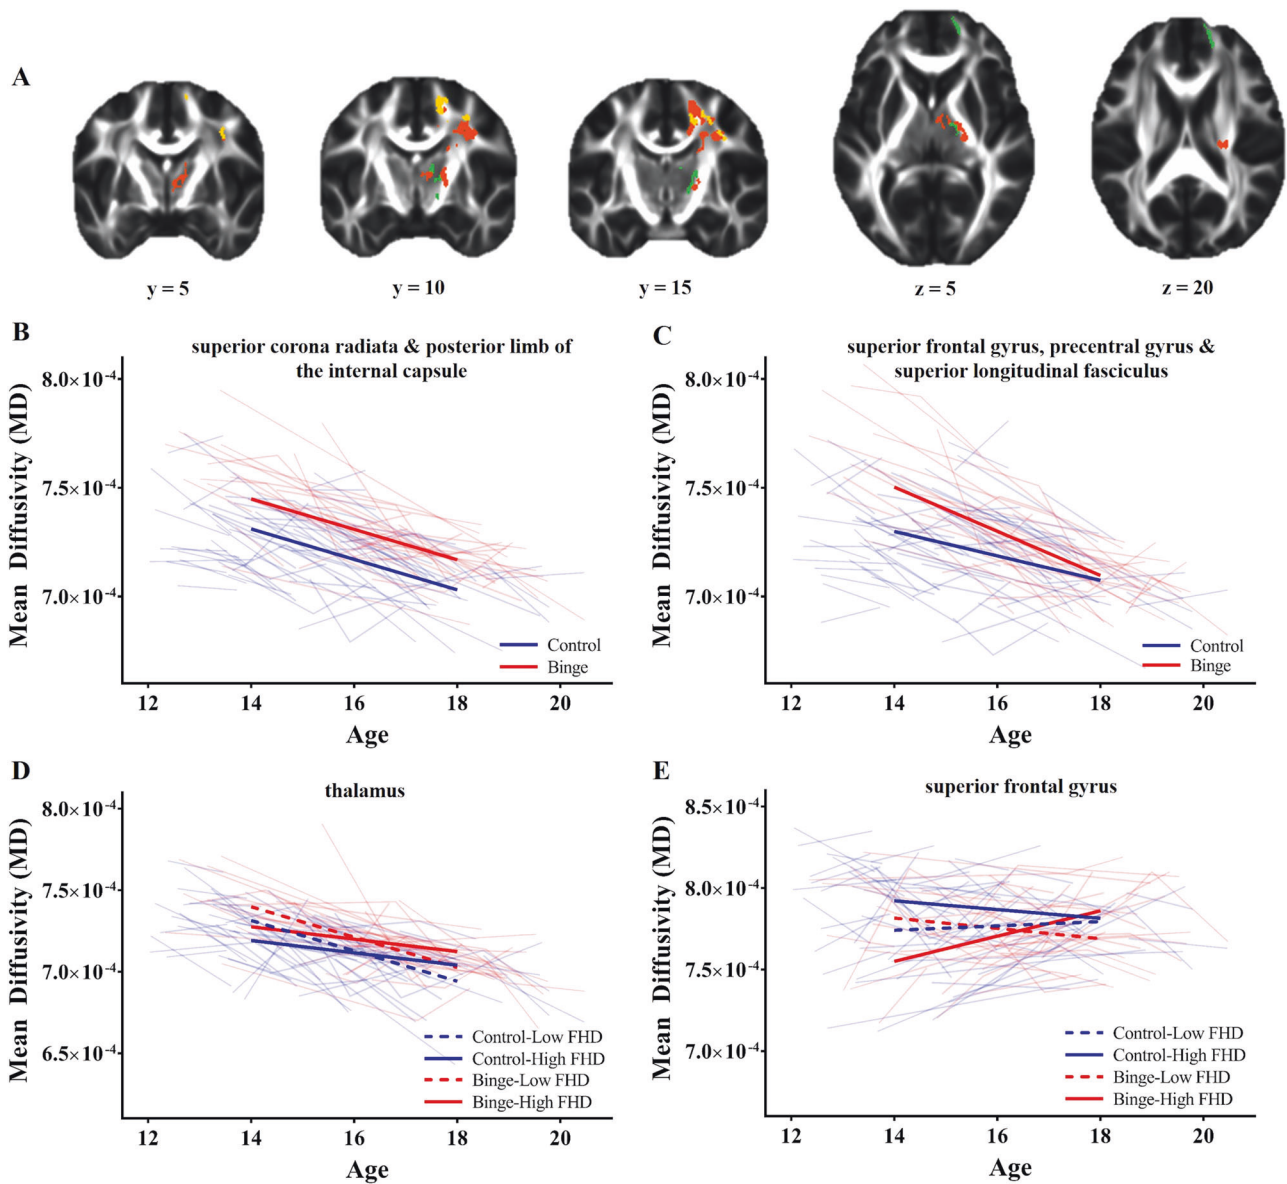 A
y = 5
y = 10
y = 15
z = 5
z = 20
B
superior corona radiata & posterior limb of
the internal capsule
Mean Diffusivity (MD)
8.0×10⁻⁴
7.5×10⁻⁴
7.0×10⁻⁴
Control
Binge
12
14
16
18
20
Age
C
superior frontal gyrus, precentral gyrus &
superior longitudinal fasciculus
Mean Diffusivity (MD)
8.0×10⁻⁴
7.5×10⁻⁴
7.0×10⁻⁴
Control
Binge
12
14
16
18
20
Age
D
thalamus
Mean Diffusivity (MD)
8.0×10⁻⁴
7.5×10⁻⁴
7.0×10⁻⁴
6.5×10⁻⁴
Control-Low FHD
Control-High FHD
Binge-Low FHD
Binge-High FHD
12
14
16
18
20
Age
E
superior frontal gyrus
Mean Diffusivity (MD)
8.5×10⁻⁴
8.0×10⁻⁴
7.5×10⁻⁴
7.0×10⁻⁴
Control-Low FHD
Control-High FHD
Binge-Low FHD
Binge-High FHD
12
14
16
18
20
Age